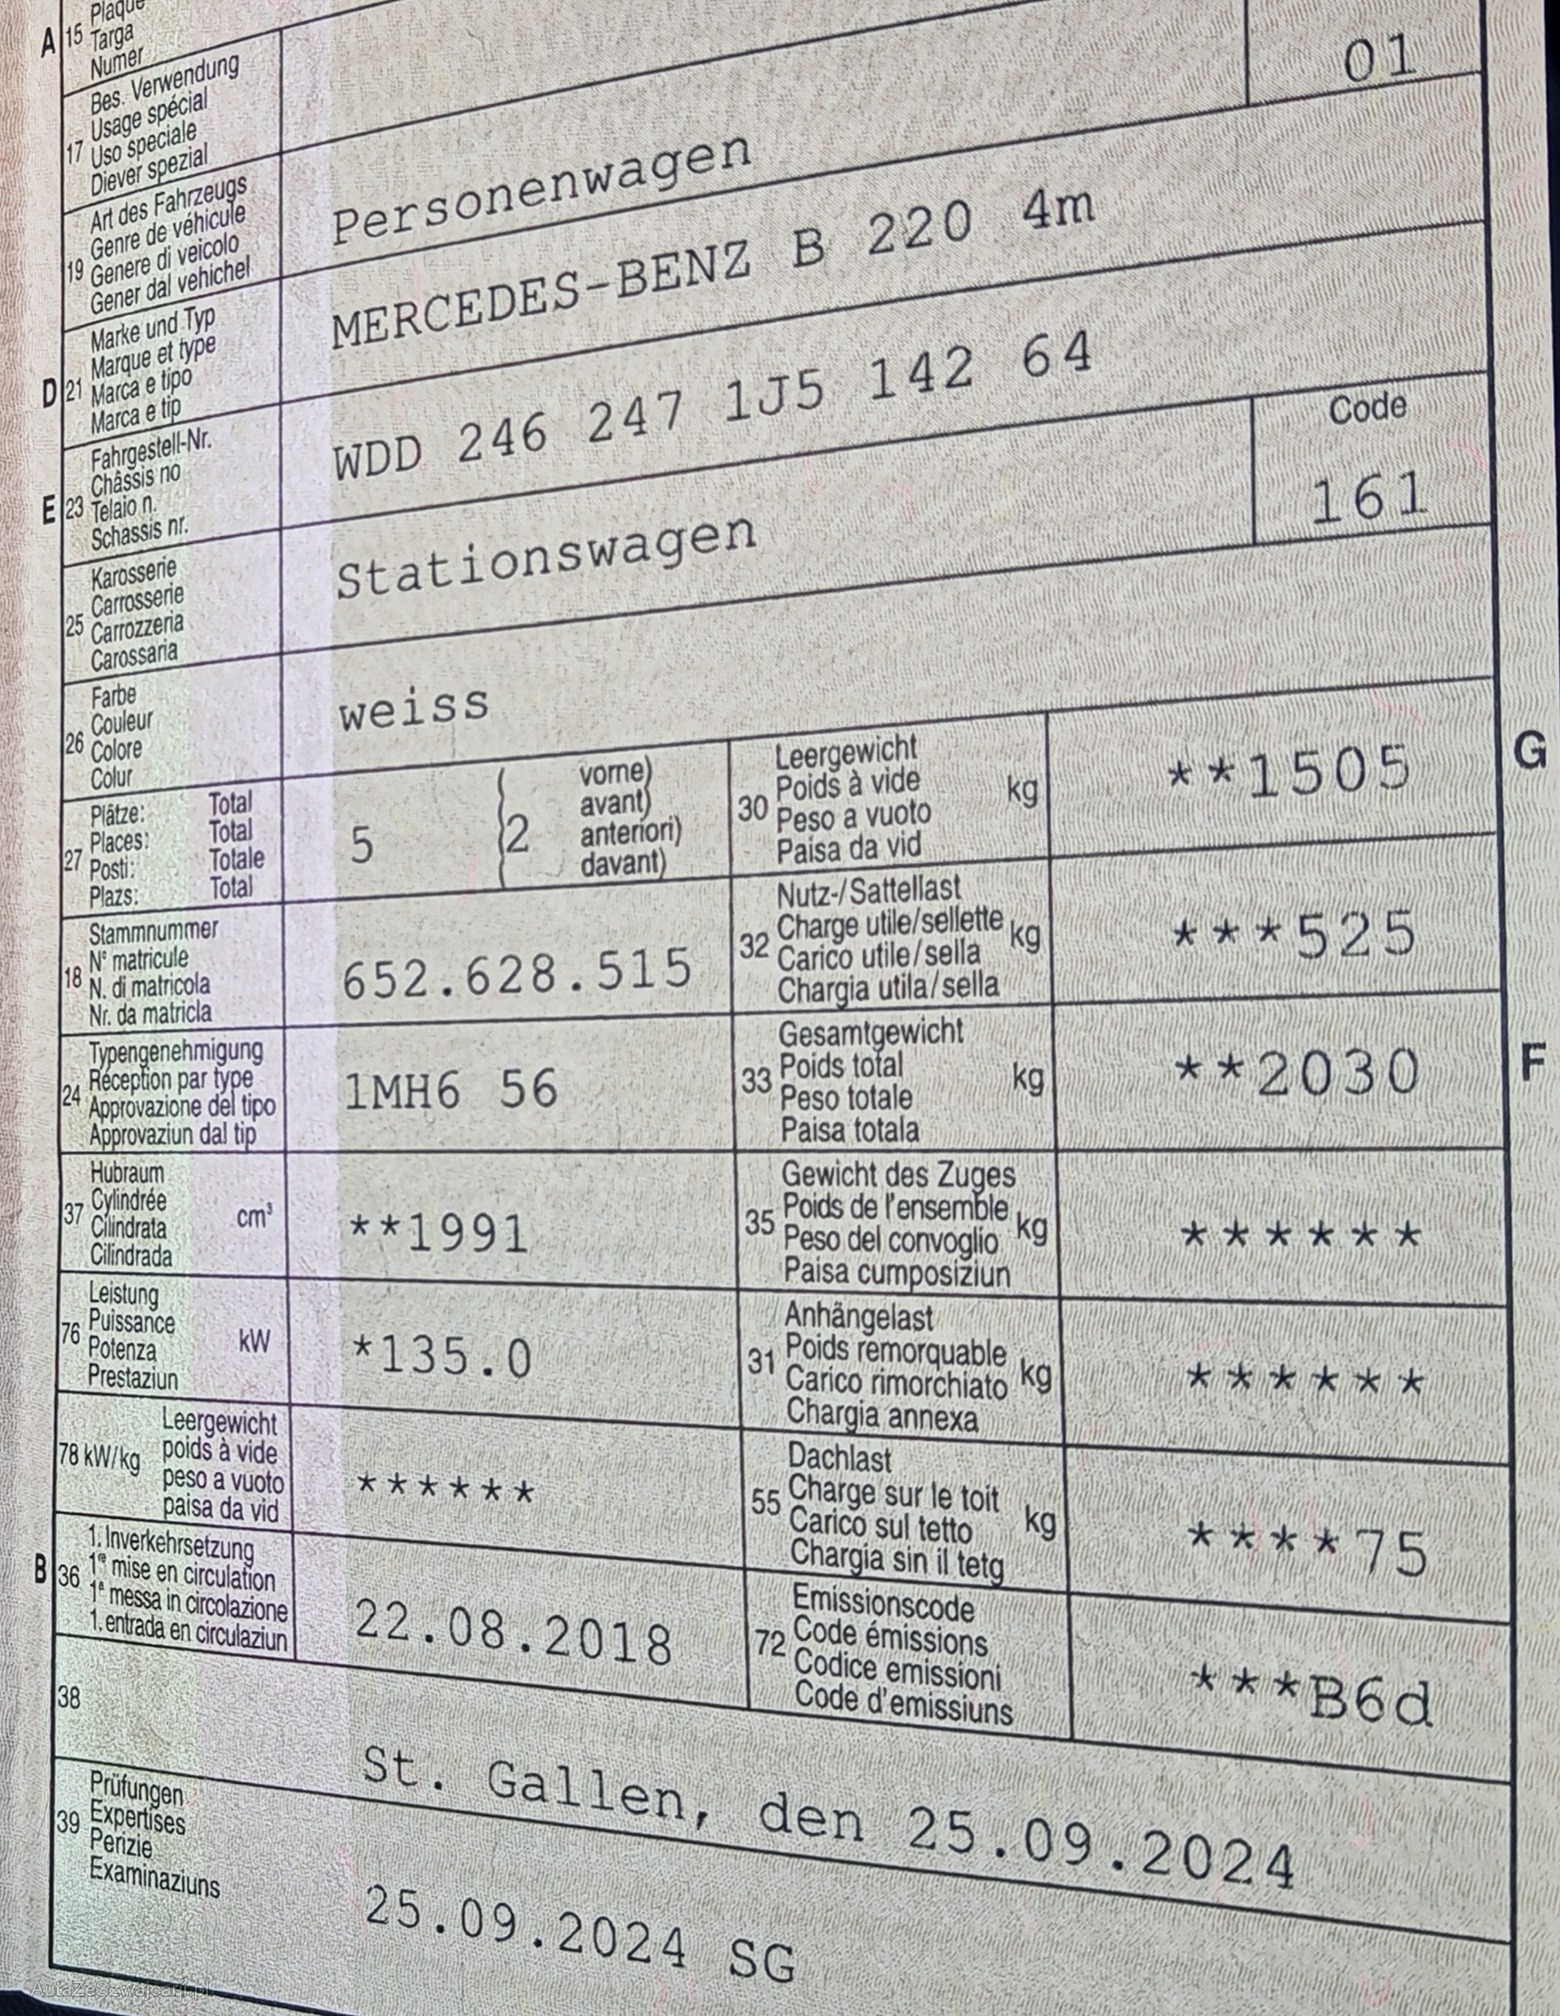 Plaque
A 15 Targa
Numer
Bes. Verwendung
Usage spécial
17 Uso speciale
Diever spezial
01
Art des Fahrzeugs
Genre de véhicule
19 Genere di veicolo
Gener dal vehichel
Personenwagen
Marke und Typ
Marque et type
D 21 Marca e tipo
Marca e tip
MERCEDES-BENZ B 220 4m
Fahrgestell-Nr.
Châssis no
E 23 Telaio n.
Schassis nr.
WDD 246 247 1J5 142 64
Karosserie
Carrosserie
25 Carrozzeria
Carossaria
Stationswagen
Code
161
Farbe
Couleur
26 Colore
Colur
weiss
Plätze: Total
Places: Total
27 Posti: Totale
Plazs: Total
5
2
vorne)
avant)
anteriori)
davant)
Leergewicht
Poids à vide
30 Peso a vuoto kg
Paisa da vid
**1505
G
Stammnummer
N° matricule
18 N. di matricola
Nr. da matricla
652.628.515
Nutz-/Sattellast
Charge utile/sellette
32 Carico utile/sella kg
Chargia utila/sella
***525
Typengenehmigung
Réception par type
24 Approvazione del tipo
Approvaziun dal tip
1MH6 56
Gesamtgewicht
Poids total
33 Peso totale kg
Paisa totala
**2030
F
Hubraum
Cylindrée
37 Cilindrata cm³
Cilindrada
**1991
Gewicht des Zuges
Poids de l'ensemble
35 Peso del convoglio kg
Paisa cumposiziun
******
Leistung
Puissance
76 Potenza kW
Prestaziun
*135.0
Anhängelast
Poids remorquable
31 Carico rimorchiato kg
Chargia annexa
******
Leergewicht
78 kW/kg poids à vide
peso a vuoto
paisa da vid
******
Dachlast
Charge sur le toit
55 Carico sul tetto kg
Chargia sin il tetg
****75
1. Inverkehrsetzung
B 36 1re mise en circulation
1a messa in circolazione
1. entrada en circulaziun
22.08.2018
Emissionscode
72 Code émissions
Codice emissioni
Code d'emissiuns
***B6d
38
St. Gallen, den 25.09.2024
Prüfungen
39 Expertises
Perizie
Examinaziuns
25.09.2024 SG
AutaZeSzwajcarii.pl